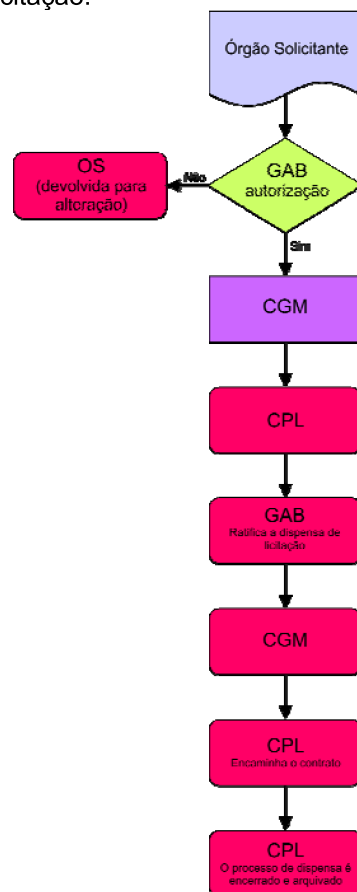 citação.
Órgão Solicitante
GAB
autorização
Não
OS
(devolvida para
alteração)
Sim
CGM
CPL
GAB
Ratifica a dispensa de
licitação
CGM
CPL
Encaminha o contrato
CPL
O processo de dispensa é
encerrado e arquivado